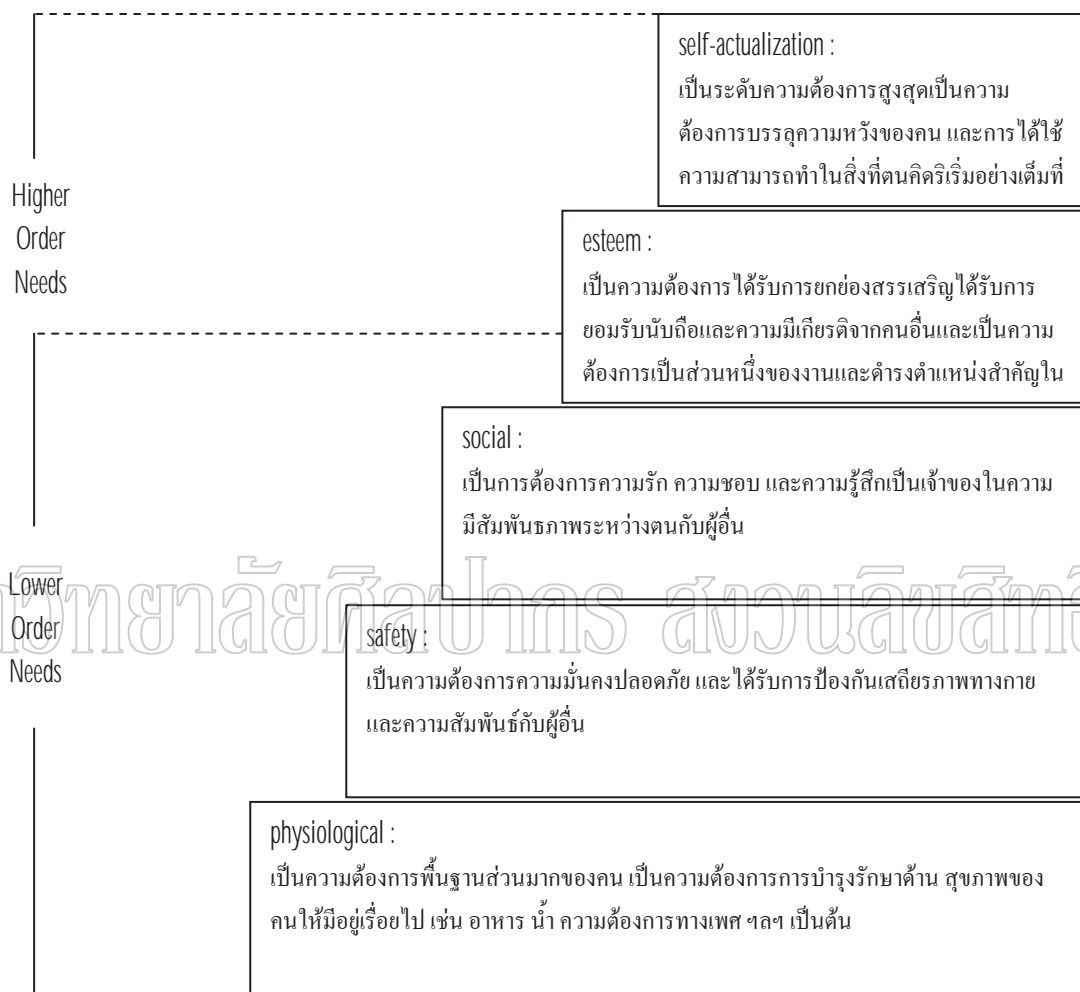 self-actualization :
เป็นระดับความต้องการสูงสุดเป็นความ
ต้องการบรรลุความหวังของคน และการได้ใช้
ความสามารถทำในสิ่งที่ตนคิดริเริ่มอย่างเต็มที่
Higher
Order
Needs
esteem :
เป็นความต้องการได้รับการยกย่องสรรเสริญได้รับการ
ยอมรับนับถือและความมีเกียรติจากคนอื่นและเป็นความ
ต้องการเป็นส่วนหนึ่งของงานและดำรงตำแหน่งสำคัญใน
social :
เป็นการต้องการความรัก ความชอบ และความรู้สึกเป็นเจ้าของในความ
มีสัมพันธภาพระหว่างตนกับผู้อื่น
Lower
Order
Needs
วิทยาลัยศิลปากร สงวนลิขสิทธิ์
safety :
เป็นความต้องการความมั่นคงปลอดภัย และได้รับการป้องกันเสถียรภาพทางกาย
และความสัมพันธ์กับผู้อื่น
physiological :
เป็นความต้องการพื้นฐานส่วนมากของคน เป็นความต้องการการบำรุงรักษาด้าน สุขภาพของ
คนให้มีอยู่เรื่อยไป เช่น อาหาร น้ำ ความต้องการทางเพศ ฯลฯ เป็นต้น